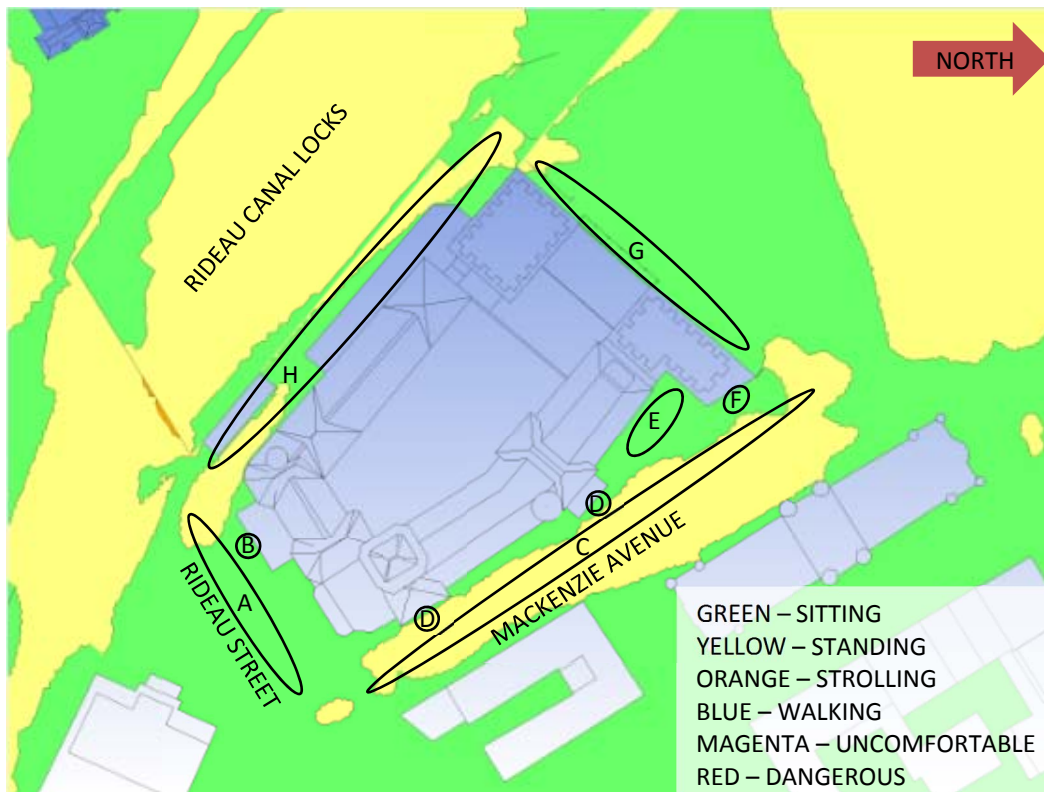 NORTH
RIDEAU CANAL LOCKS
G
H
F
E
D
B
C
A
D
MACKENZIE AVENUE
RIDEAU STREET
GREEN – SITTING
YELLOW – STANDING
ORANGE – STROLLING
BLUE – WALKING
MAGENTA – UNCOMFORTABLE
RED – DANGEROUS